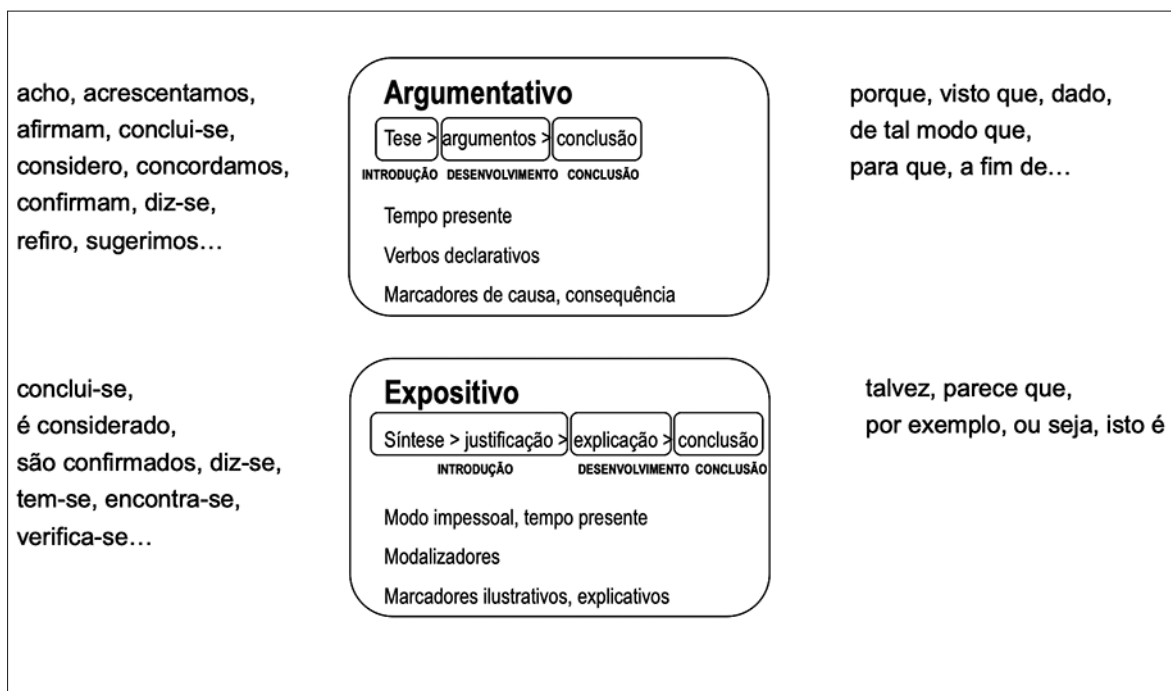 acho, acrescentamos,
afirmam, conclui-se,
considero, concordamos,
confirmam, diz-se,
refiro, sugerimos…
Argumentativo
Tese > argumentos > conclusão
INTRODUÇÃO DESENVOLVIMENTO CONCLUSÃO
Tempo presente
Verbos declarativos
Marcadores de causa, consequência
porque, visto que, dado,
de tal modo que,
para que, a fim de…
conclui-se,
é considerado,
são confirmados, diz-se,
tem-se, encontra-se,
verifica-se…
Expositivo
Síntese > justificação > explicação > conclusão
INTRODUÇÃO DESENVOLVIMENTO CONCLUSÃO
Modo impessoal, tempo presente
Modalizadores
Marcadores ilustrativos, explicativos
talvez, parece que,
por exemplo, ou seja, isto é